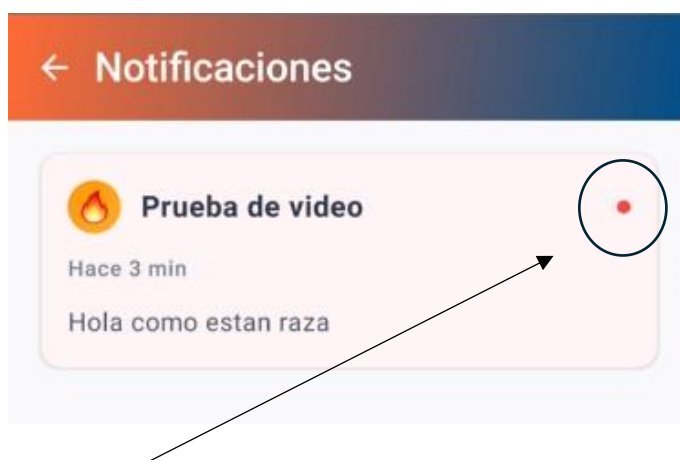 Notificaciones
Prueba de video
Hace 3 min
Hola como estan raza